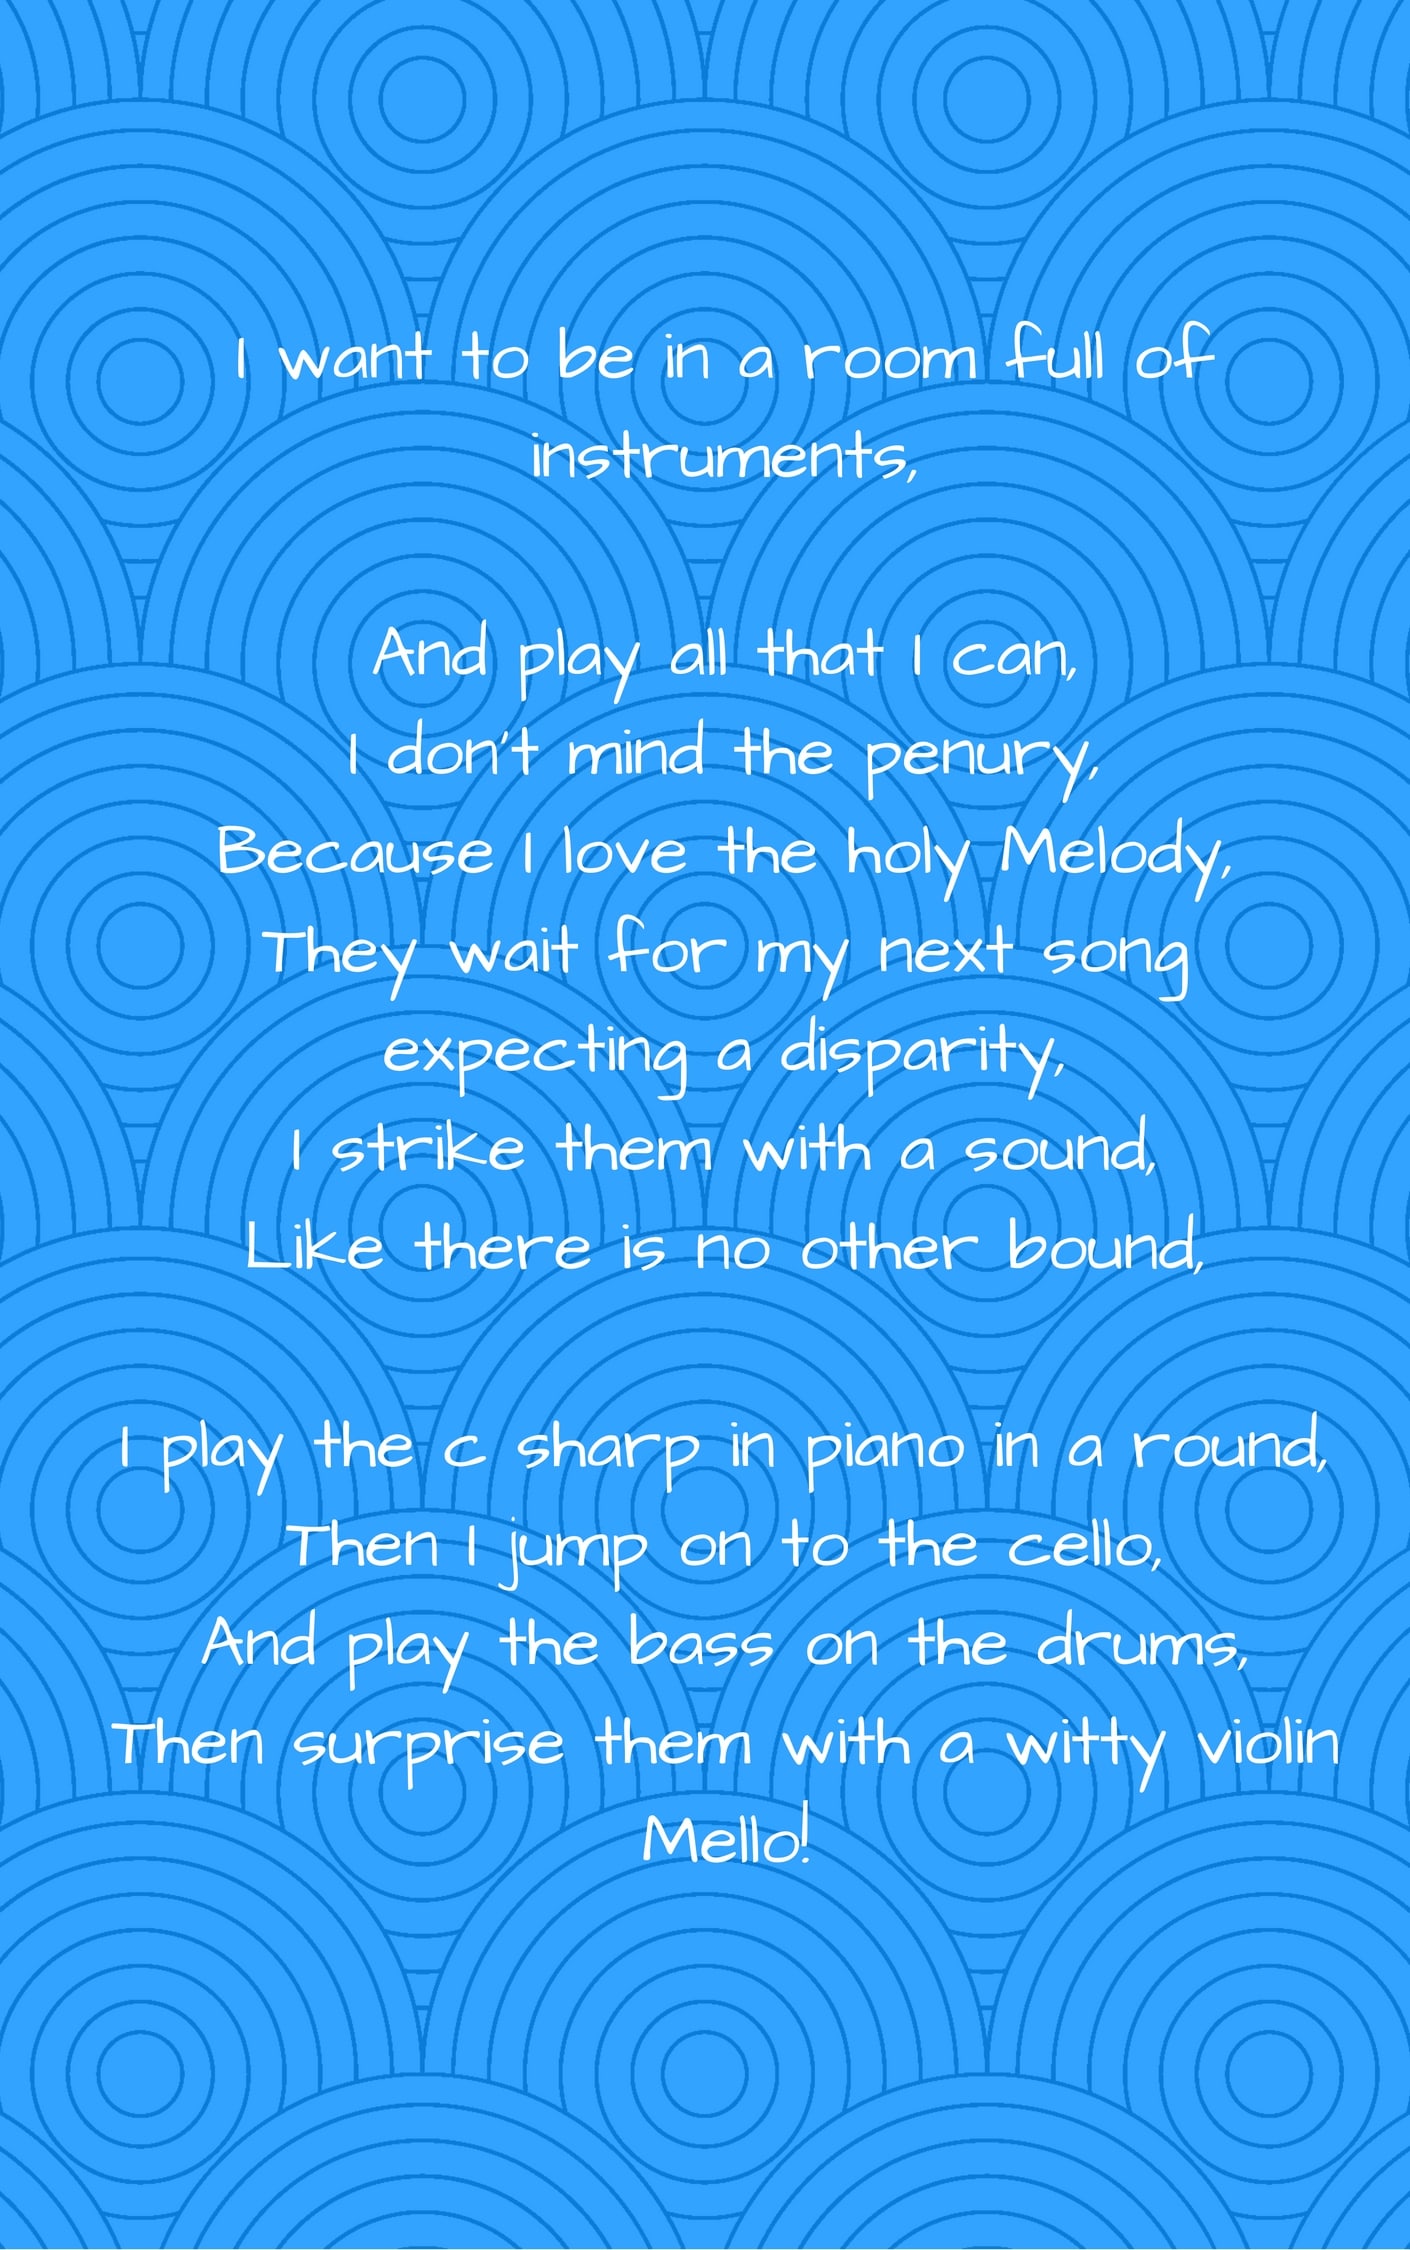 I want to be in a room full of
instruments,
And play all that I can,
I don't mind the penury,
Because I love the holy Melody,
They wait for my next song
expecting a disparity,
I strike them with a sound,
Like there is no other bound,
I play the c sharp in piano in a round,
Then I jump on to the cello,
And play the bass on the drums,
Then surprise them with a witty violin
Mello!